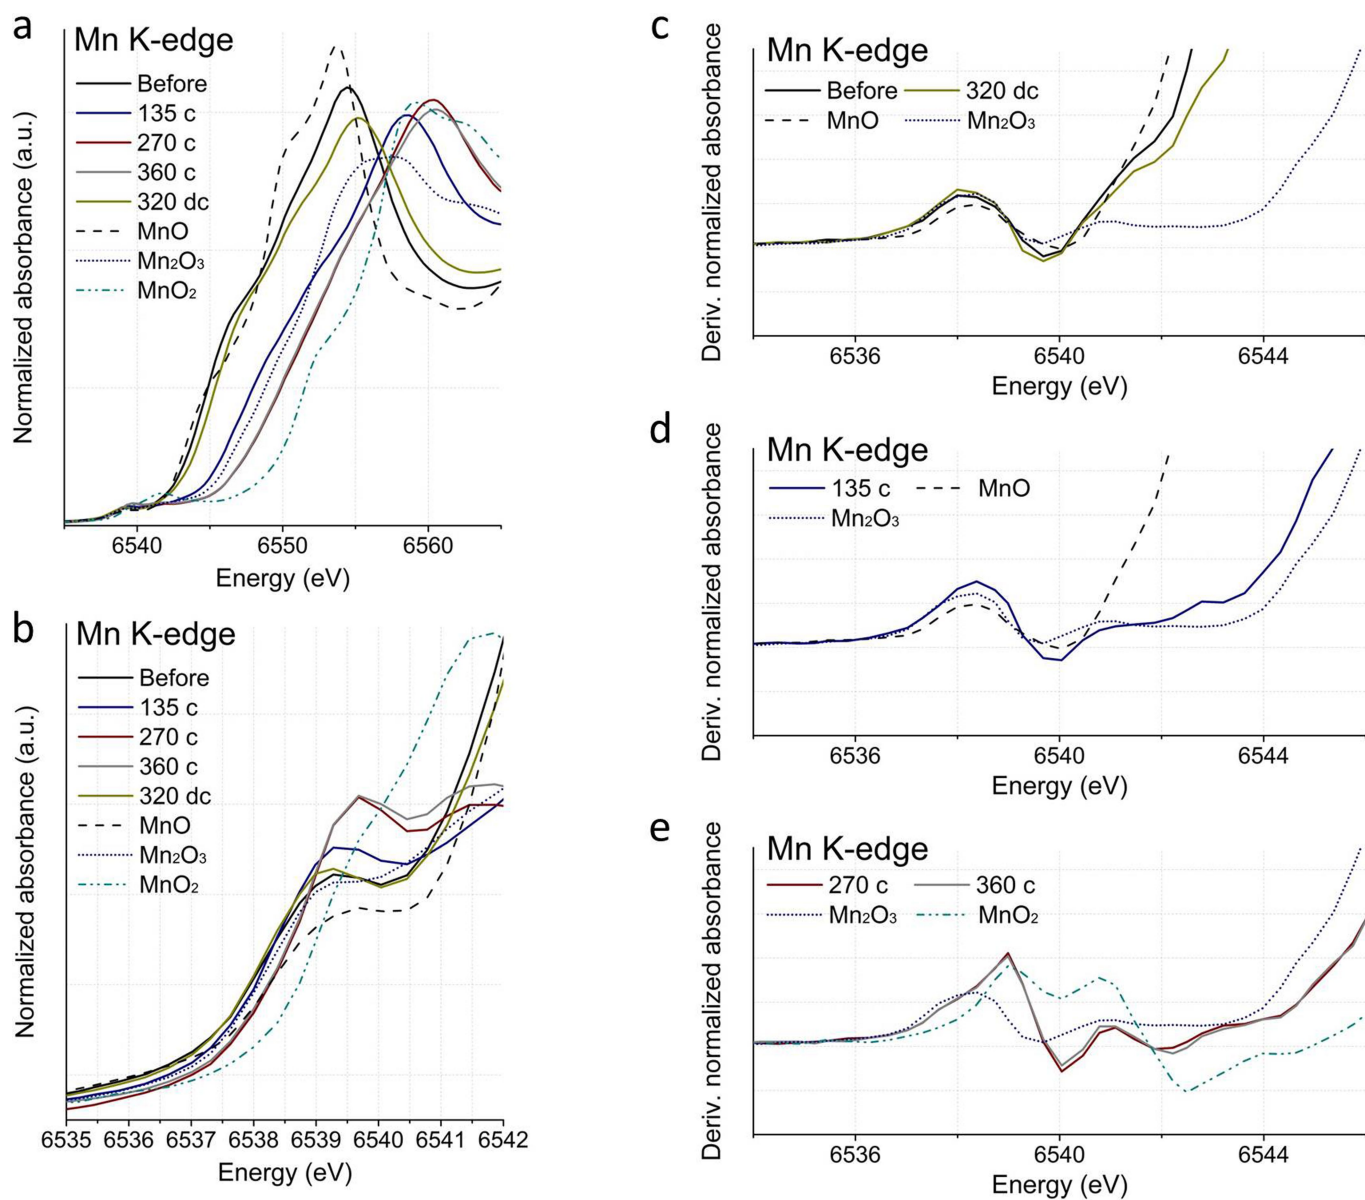 a
Mn K-edge
Before
135 c
270 c
360 c
320 dc
MnO
Mn₂O₃
MnO₂
Normalized absorbance (a.u.)
6540 6550 6560
Energy (eV)
b
Mn K-edge
Before
135 c
270 c
360 c
320 dc
MnO
Mn₂O₃
MnO₂
Normalized absorbance (a.u.)
6535 6536 6537 6538 6539 6540 6541 6542
Energy (eV)
c
Mn K-edge
Before 320 dc
MnO Mn₂O₃
Deriv. normalized absorbance
6536 6540 6544
Energy (eV)
d
Mn K-edge
135 c MnO
Mn₂O₃
Deriv. normalized absorbance
6536 6540 6544
Energy (eV)
e
Mn K-edge
270 c 360 c
Mn₂O₃ MnO₂
Deriv. normalized absorbance
6536 6540 6544
Energy (eV)